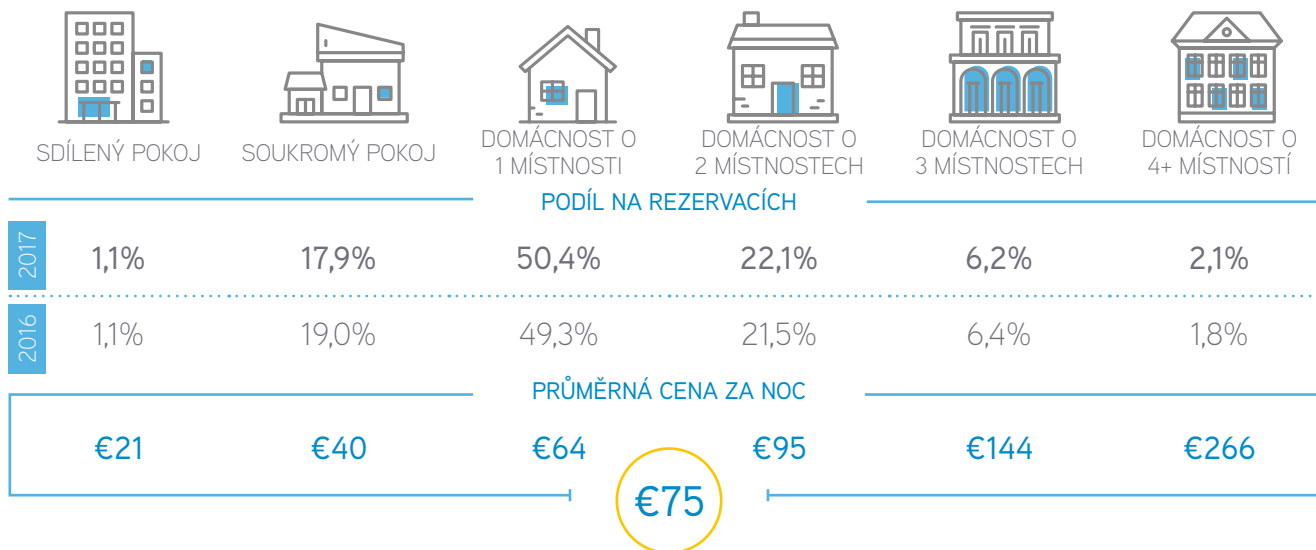 SDÍLENÝ POKOJ
SOUKROMÝ POKOJ
DOMÁCNOST O
1 MÍSTNOSTI
DOMÁCNOST O
2 MÍSTNOSTECH
DOMÁCNOST O
3 MÍSTNOSTECH
DOMÁCNOST O
4+ MÍSTNOSTÍ
PODÍL NA REZERVACÍCH
2017 1,1% 17,9% 50,4% 22,1% 6,2% 2,1%
2016 1,1% 19,0% 49,3% 21,5% 6,4% 1,8%
PRŮMĚRNÁ CENA ZA NOC
€21 €40 €64 €95 €144 €266
€75